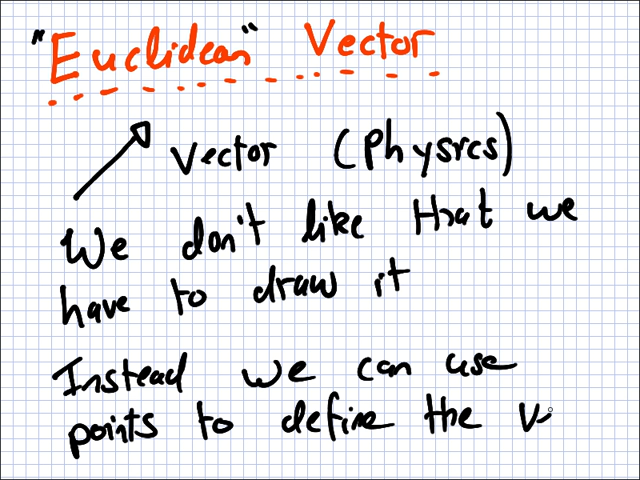 "Euclidean" Vector
Vector (Physics)
We don't like that we
have to draw it
Instead we can use
points to define the v